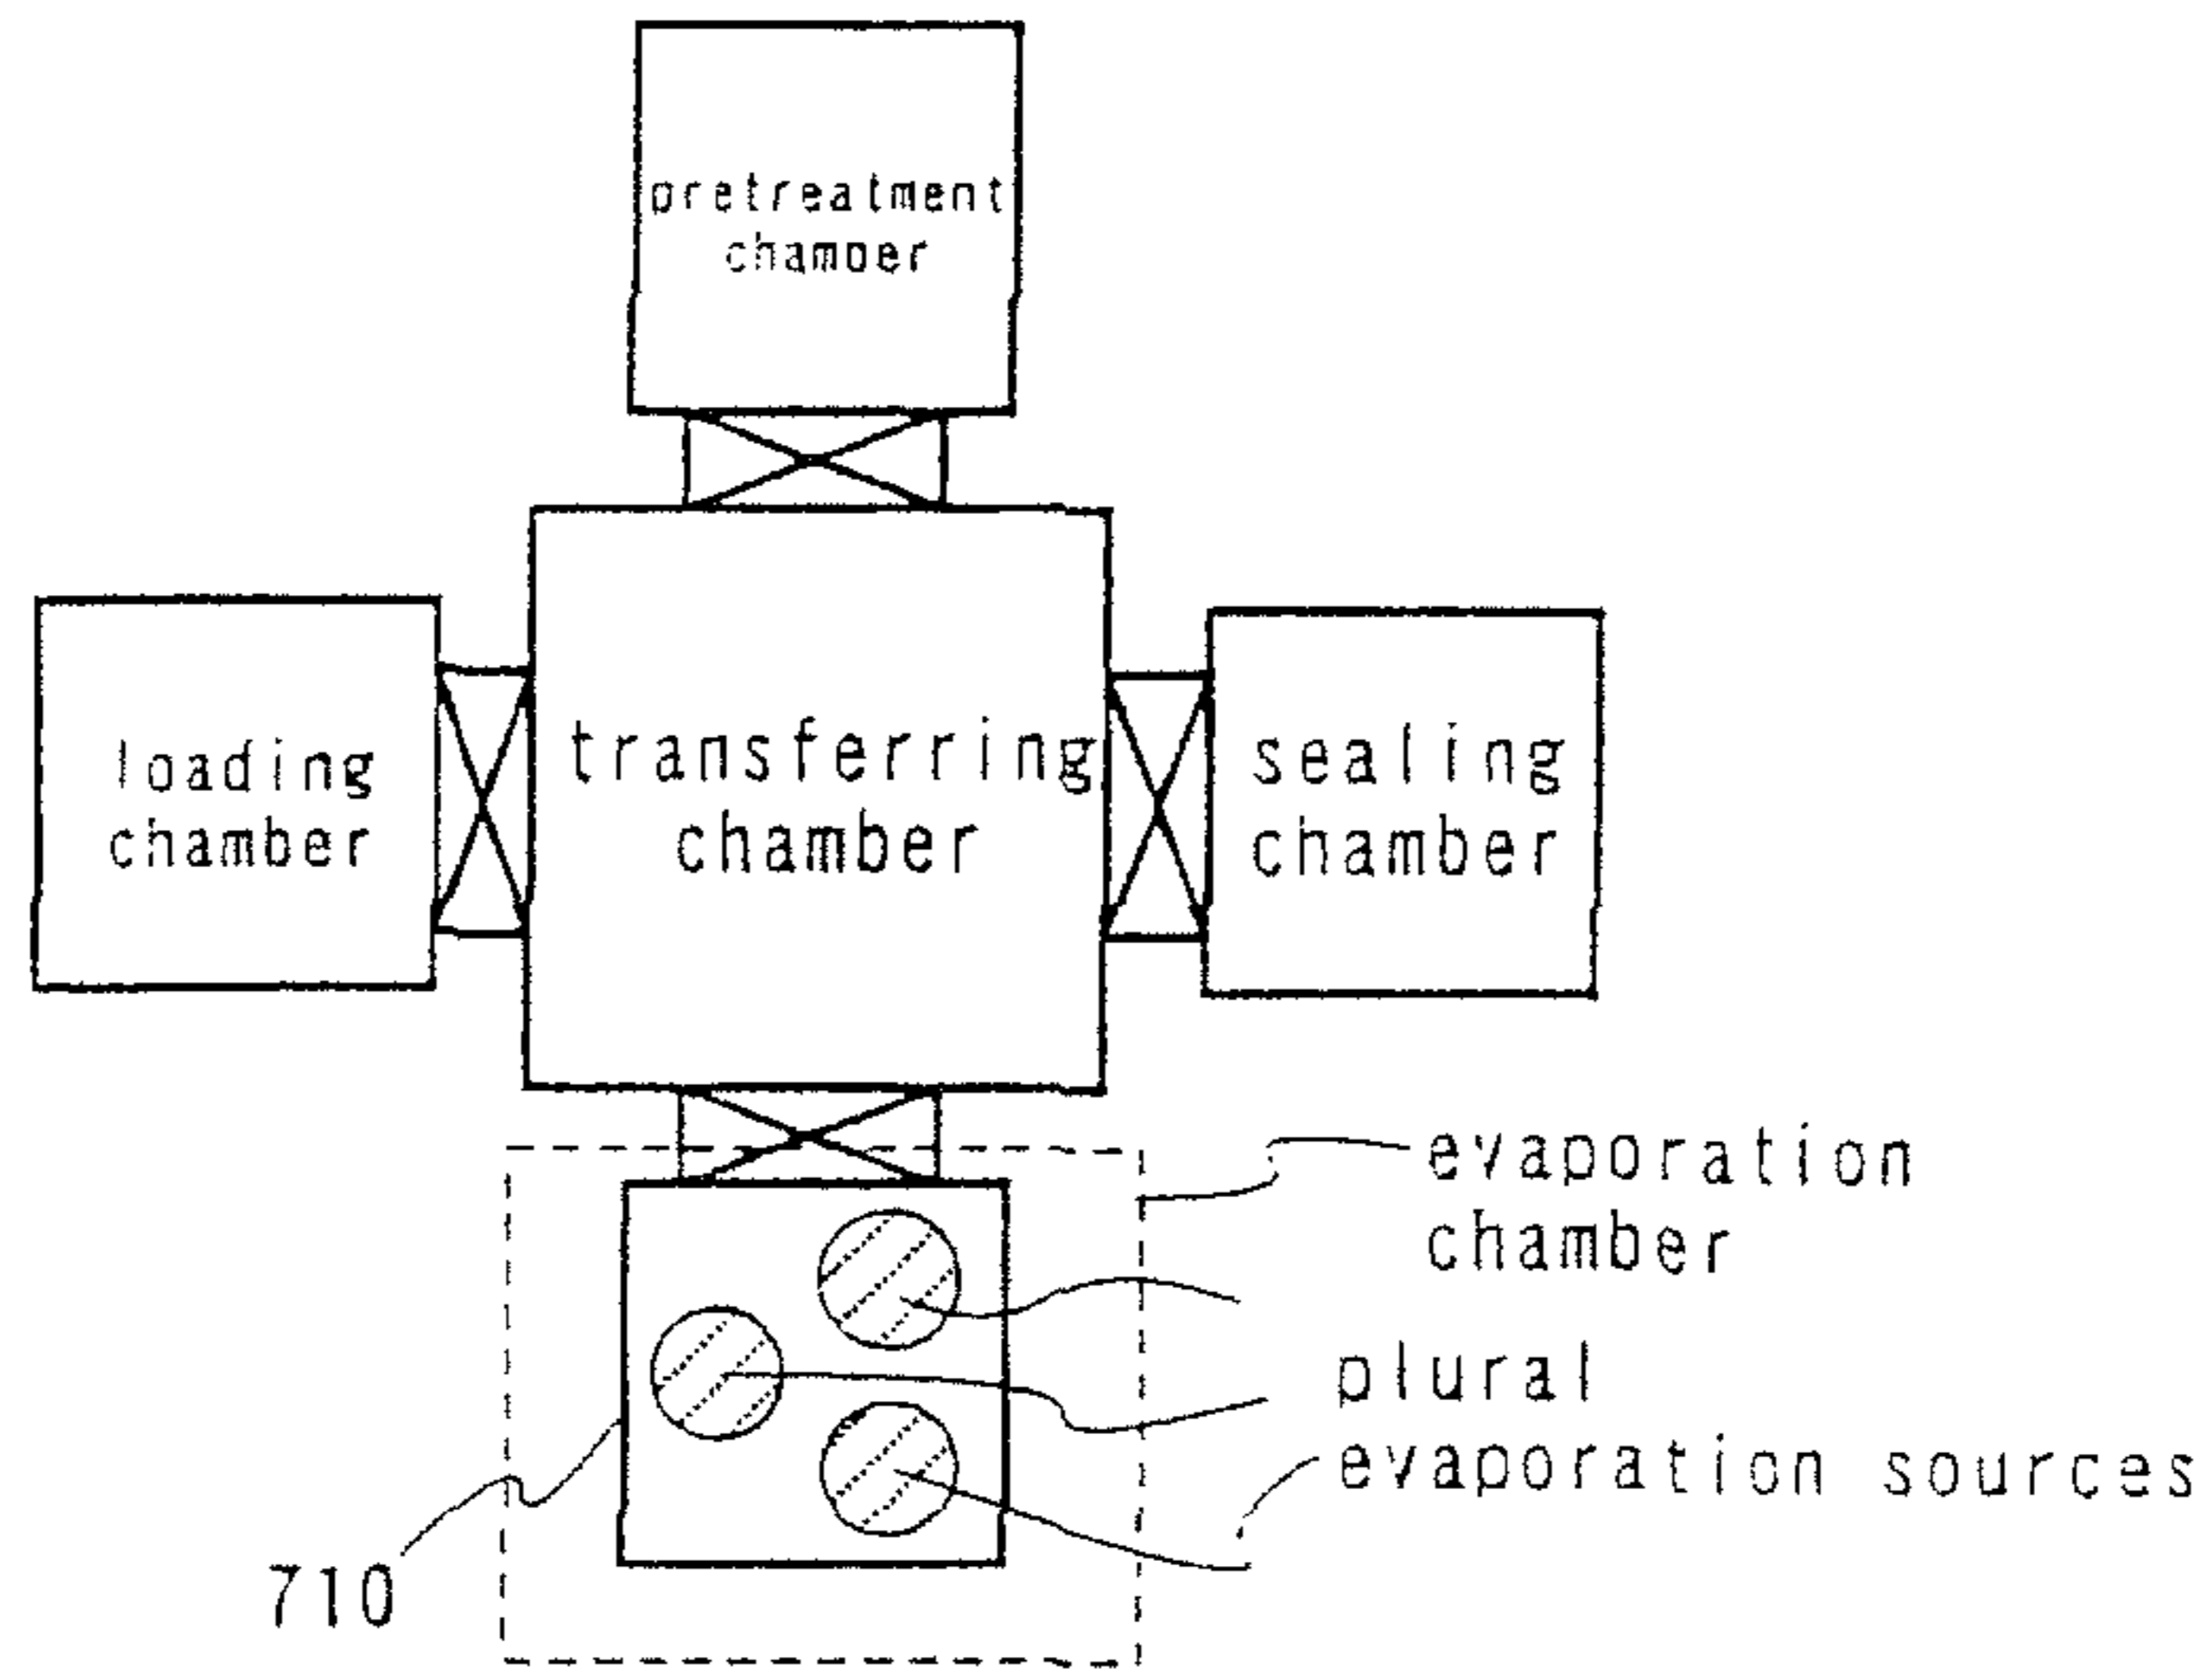 pretreatment
chamber
loading
chamber
transferring
chamber
sealing
chamber
evaporation
chamber
plural
evaporation sources
710